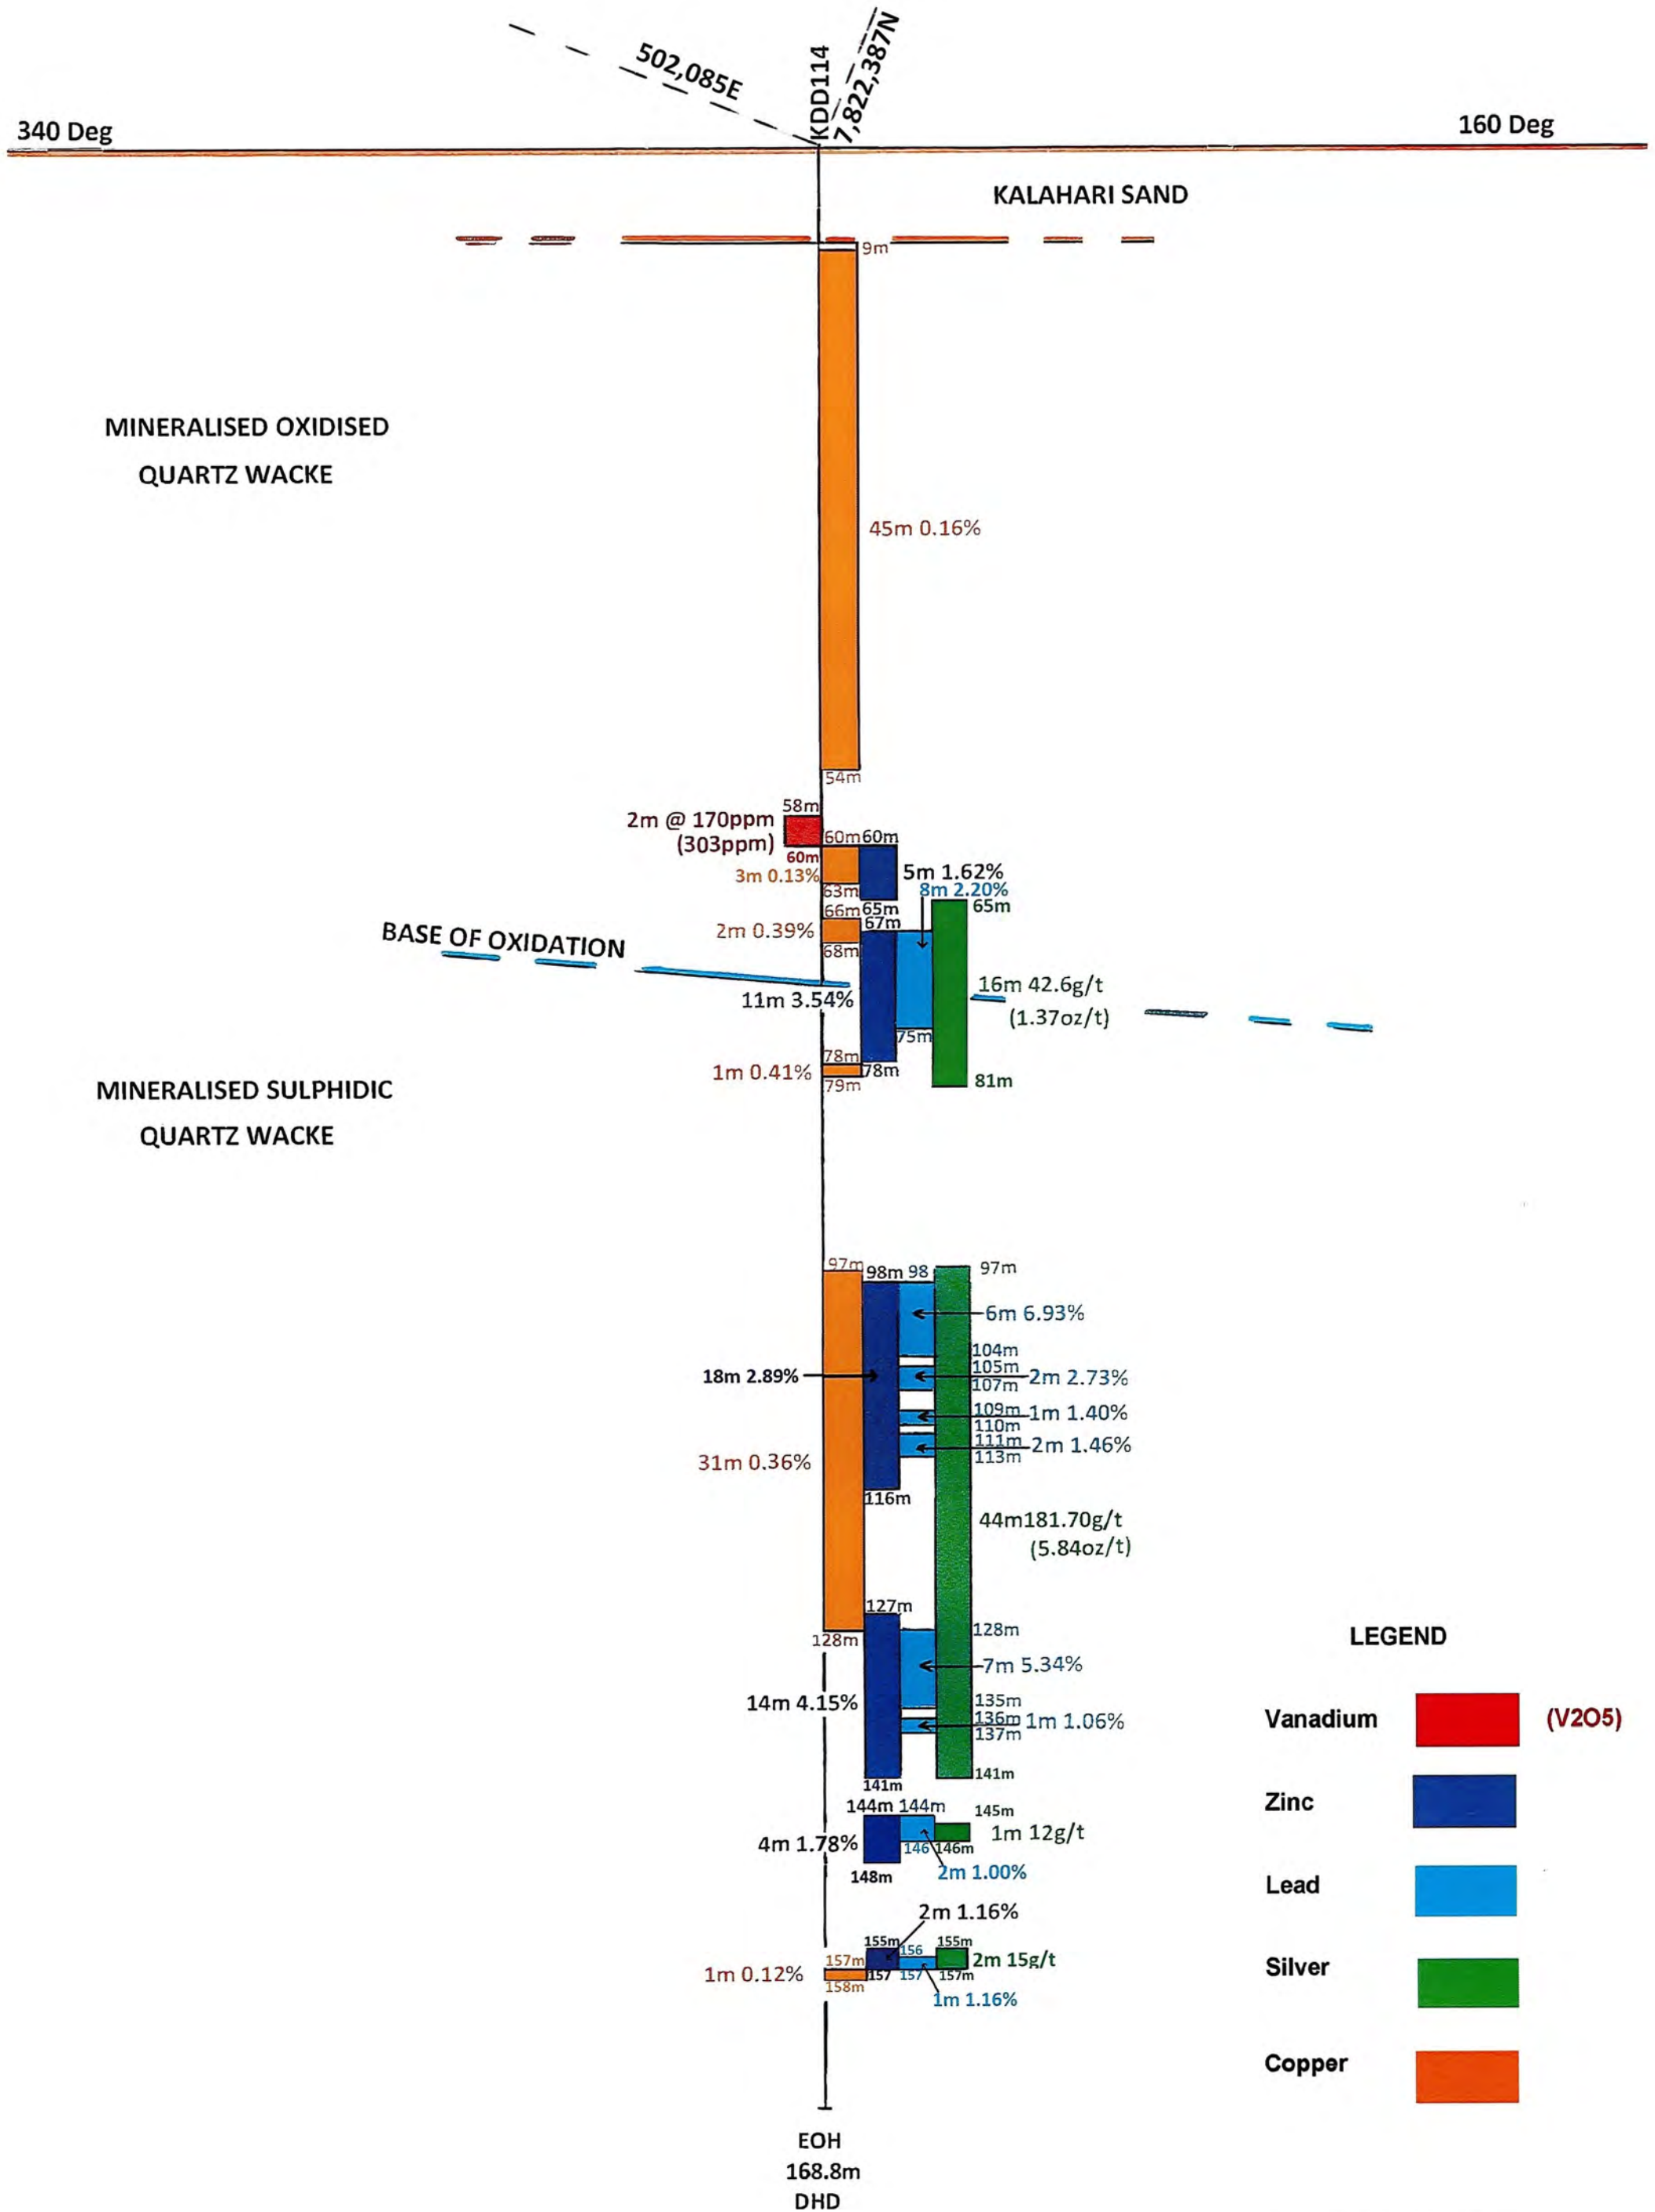 502,085E
KDD114
7,822,387N
340 Deg
160 Deg
KALAHARI SAND
9m
MINERALISED OXIDISED
QUARTZ WACKE
45m 0.16%
54m
58m
2m @ 170ppm
(303ppm)
60m
60m
60m
3m 0.13%
63m
5m 1.62%
8m 2.20%
66m
65m
65m
67m
2m 0.39%
68m
BASE OF OXIDATION
11m 3.54%
16m 42.6g/t
(1.37oz/t)
75m
78m
78m
1m 0.41%
79m
81m
MINERALISED SULPHIDIC
QUARTZ WACKE
97m
98m
98
97m
6m 6.93%
104m
105m
18m 2.89%
2m 2.73%
107m
109m
1m 1.40%
110m
111m
2m 1.46%
113m
31m 0.36%
116m
44m181.70g/t
(5.84oz/t)
127m
128m
128m
7m 5.34%
14m 4.15%
135m
136m
1m 1.06%
137m
141m
141m
144m
144m
145m
1m 12g/t
4m 1.78%
146
146m
148m
2m 1.00%
2m 1.16%
155m
156
155m
157m
2m 15g/t
1m 0.12%
157
157
157m
158m
1m 1.16%
EOH
168.8m
DHD
LEGEND
Vanadium
(V2O5)
Zinc
Lead
Silver
Copper